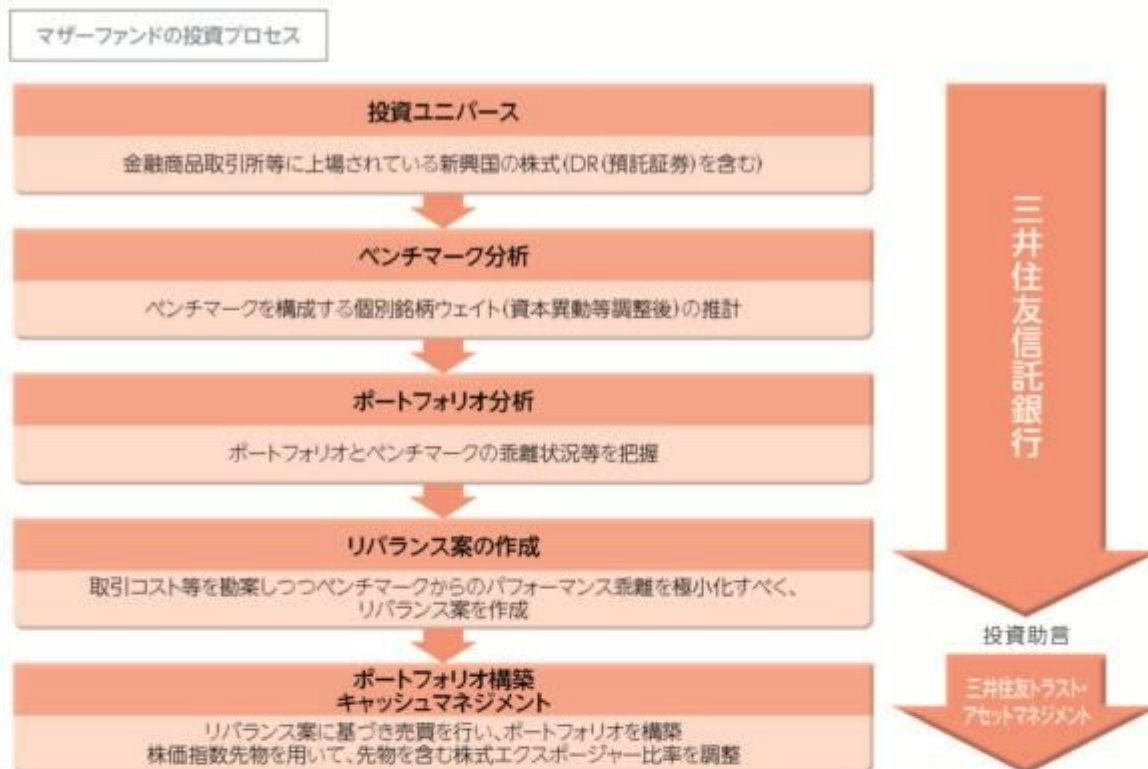 マザーファンドの投資プロセス
投資ユニバース
金融商品取引所等に上場されている新興国の株式(DR(預託証券)を含む)
ベンチマーク分析
ベンチマークを構成する個別銘柄ウェイト(資本異動等調整後)の推計
ポートフォリオ分析
ポートフォリオとベンチマークの乖離状況等を把握
リバランス案の作成
取引コスト等を勘案しつつベンチマークからのパフォーマンス乖離を極小化すべく、
リバランス案を作成
ポートフォリオ構築
キャッシュマネジメント
リバランス案に基づき売買を行い、ポートフォリオを構築
株価指数先物を用いて、先物を含む株式エクスポージャー比率を調整
三井住友信託銀行
投資助言
三井住友トラスト・
アセットマネジメント